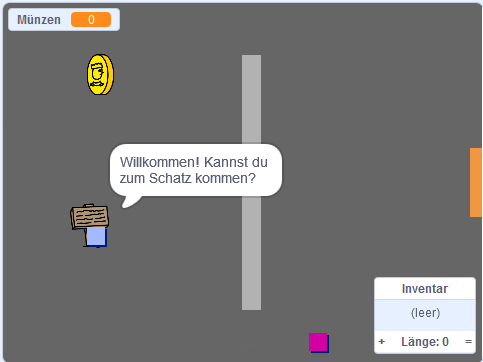 Münzen 0
Willkommen! Kannst du
zum Schatz kommen?
Inventar
(leer)
+ Länge: 0 =